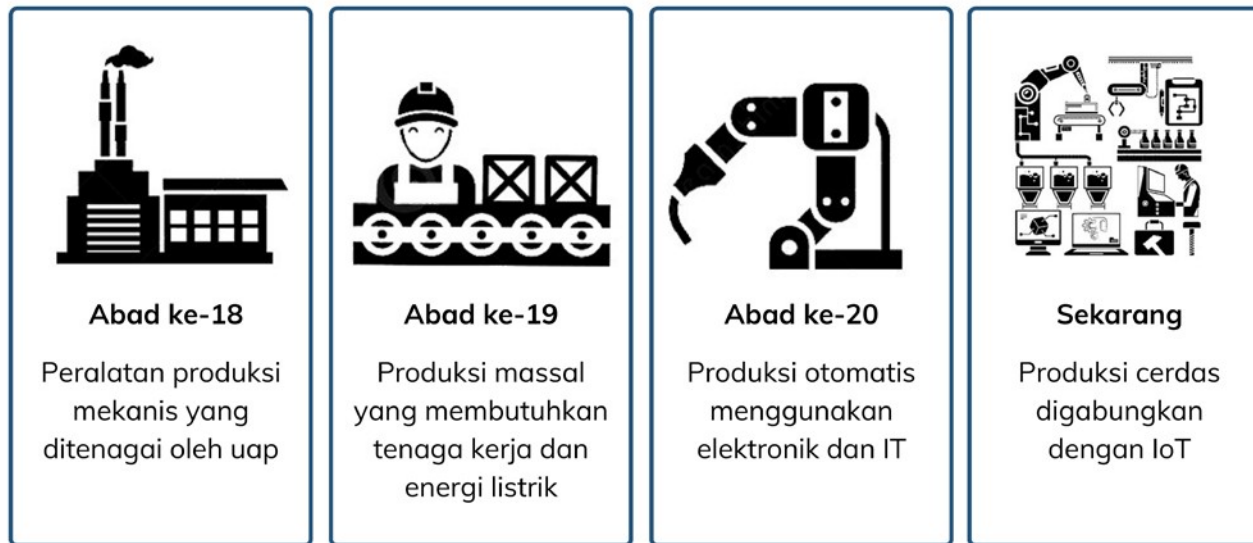 Abad ke-18
Peralatan produksi
mekanis yang
ditenagai oleh uap
Abad ke-19
Produksi massal
yang membutuhkan
tenaga kerja dan
energi listrik
Abad ke-20
Produksi otomatis
menggunakan
elektronik dan IT
Sekarang
Produksi cerdas
digabungkan
dengan IoT